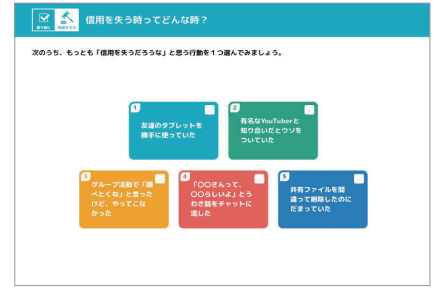 信用を失う時ってどんな時？
次のうち、もっとも「信用を失うだろうな」と思う行動を１つ選んでみましょう。
1
友達のタブレットを
勝手に使っていた
2
有名なYouTuberと
知り合いだとウソを
ついていた
3
グループ活動で「調
べとくね」と言った
けど、やってこな
かった
4
「〇〇さんって、
〇〇らしいよ」とう
わさ話をチャットに
流した
5
共有ファイルを間
違って削除したのに
だまっていた